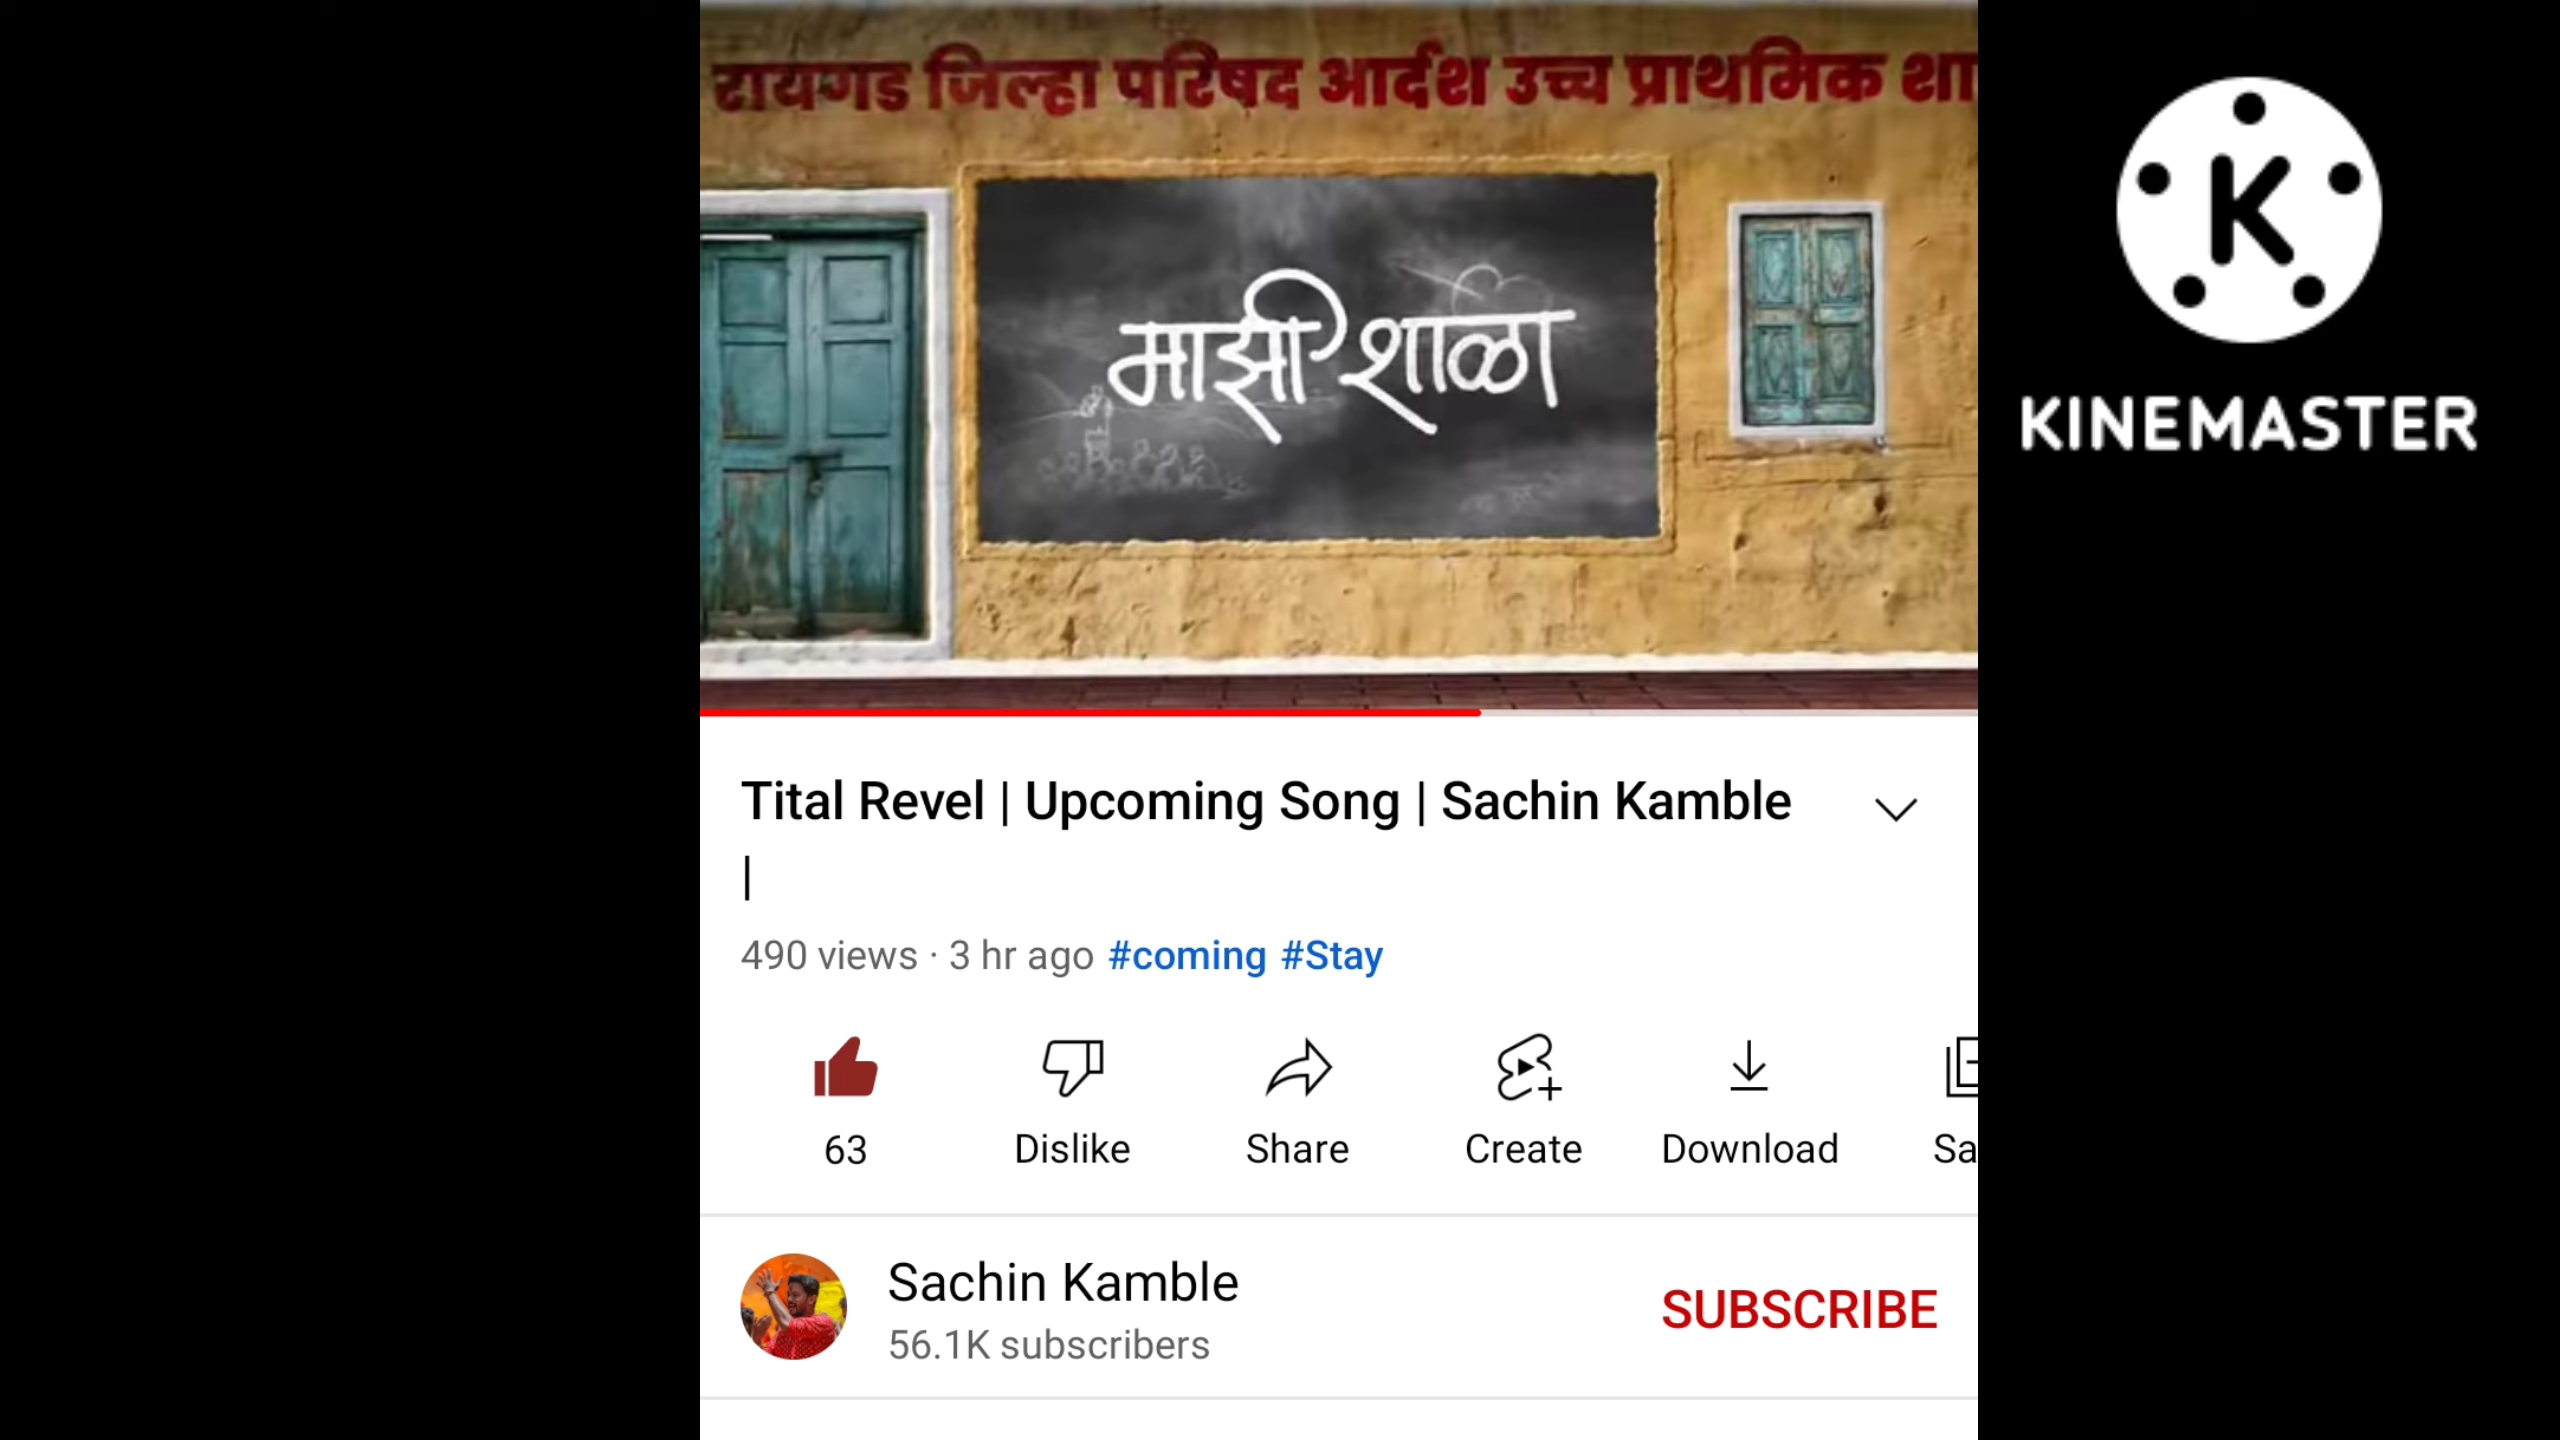 रायगड जिल्हा परिषद आर्दश उच्च प्राथमिक शा
माझी शाळा
K
KINEMASTER
Tital Revel | Upcoming Song | Sachin Kamble
|
490 views · 3 hr ago #coming #Stay
63 Dislike Share Create Download Sa
Sachin Kamble
SUBSCRIBE
56.1K subscribers